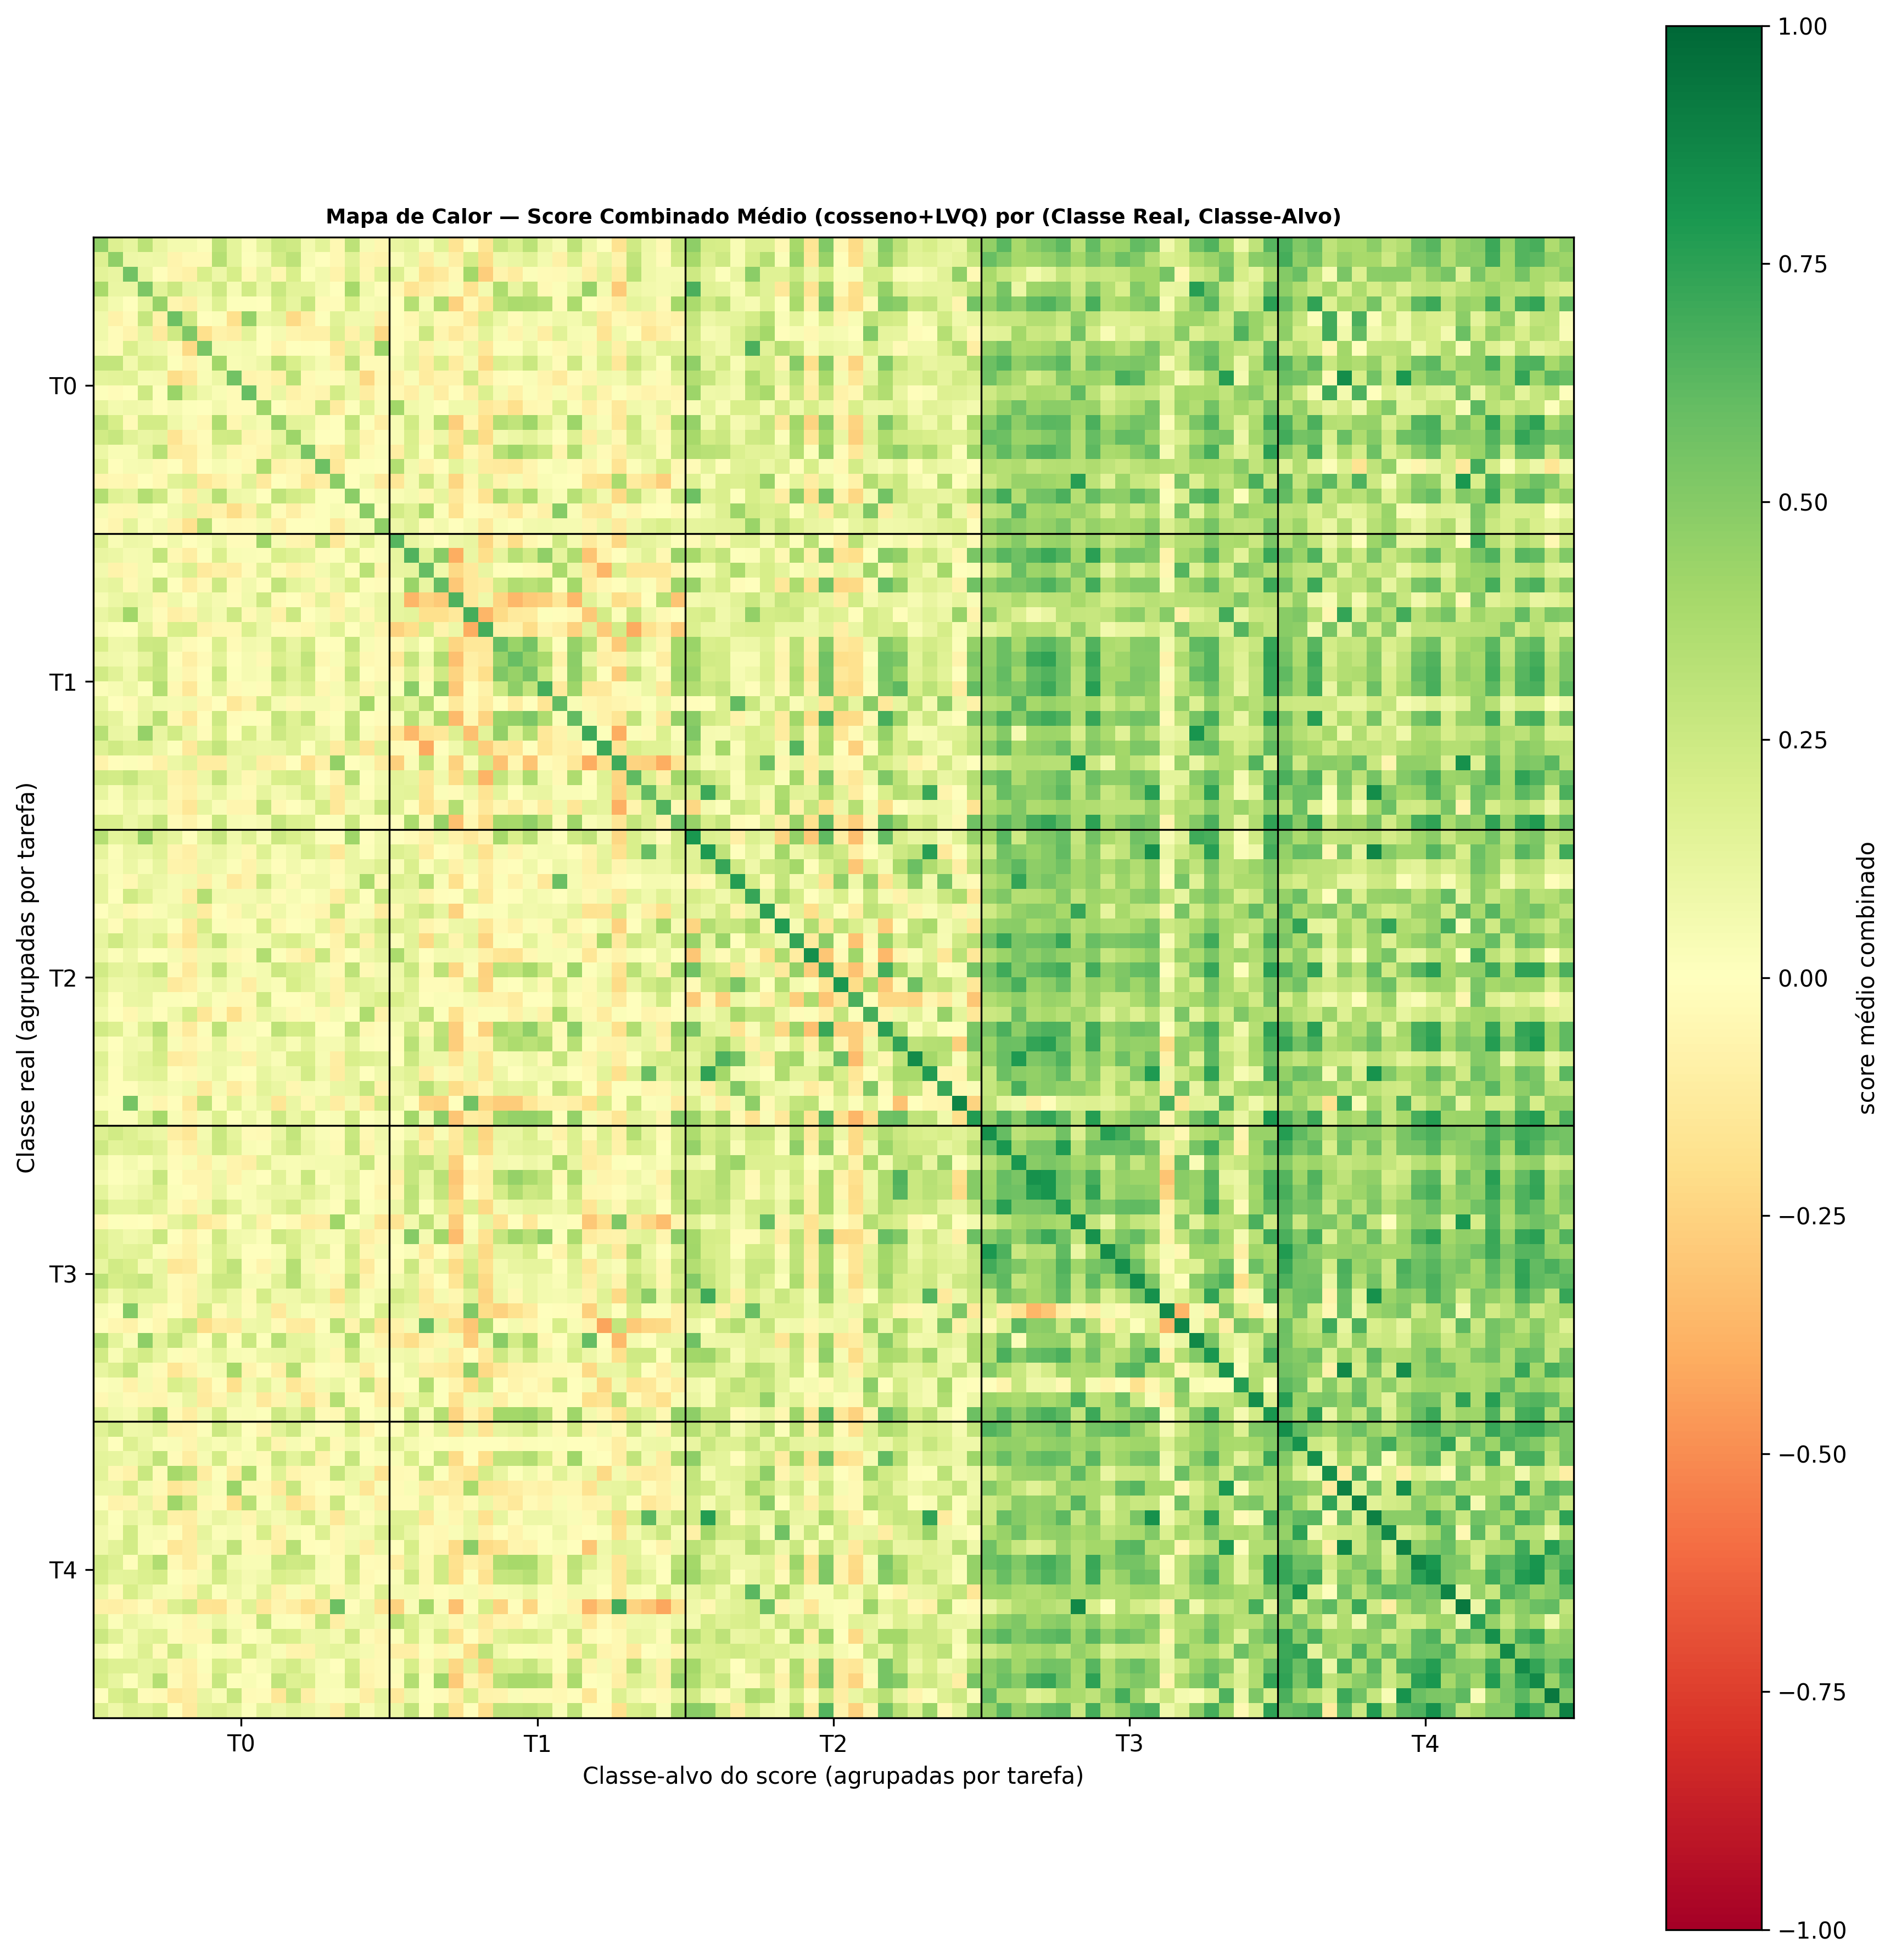 Mapa de Calor — Score Combinado Médio (cosseno+LVQ) por (Classe Real, Classe-Alvo)
Classe real (agrupadas por tarefa)
T0
T1
T2
T3
T4
T0 T1 T2 T3 T4
Classe-alvo do score (agrupadas por tarefa)
1.00
0.75
0.50
0.25
0.00
−0.25
−0.50
−0.75
−1.00
score médio combinado